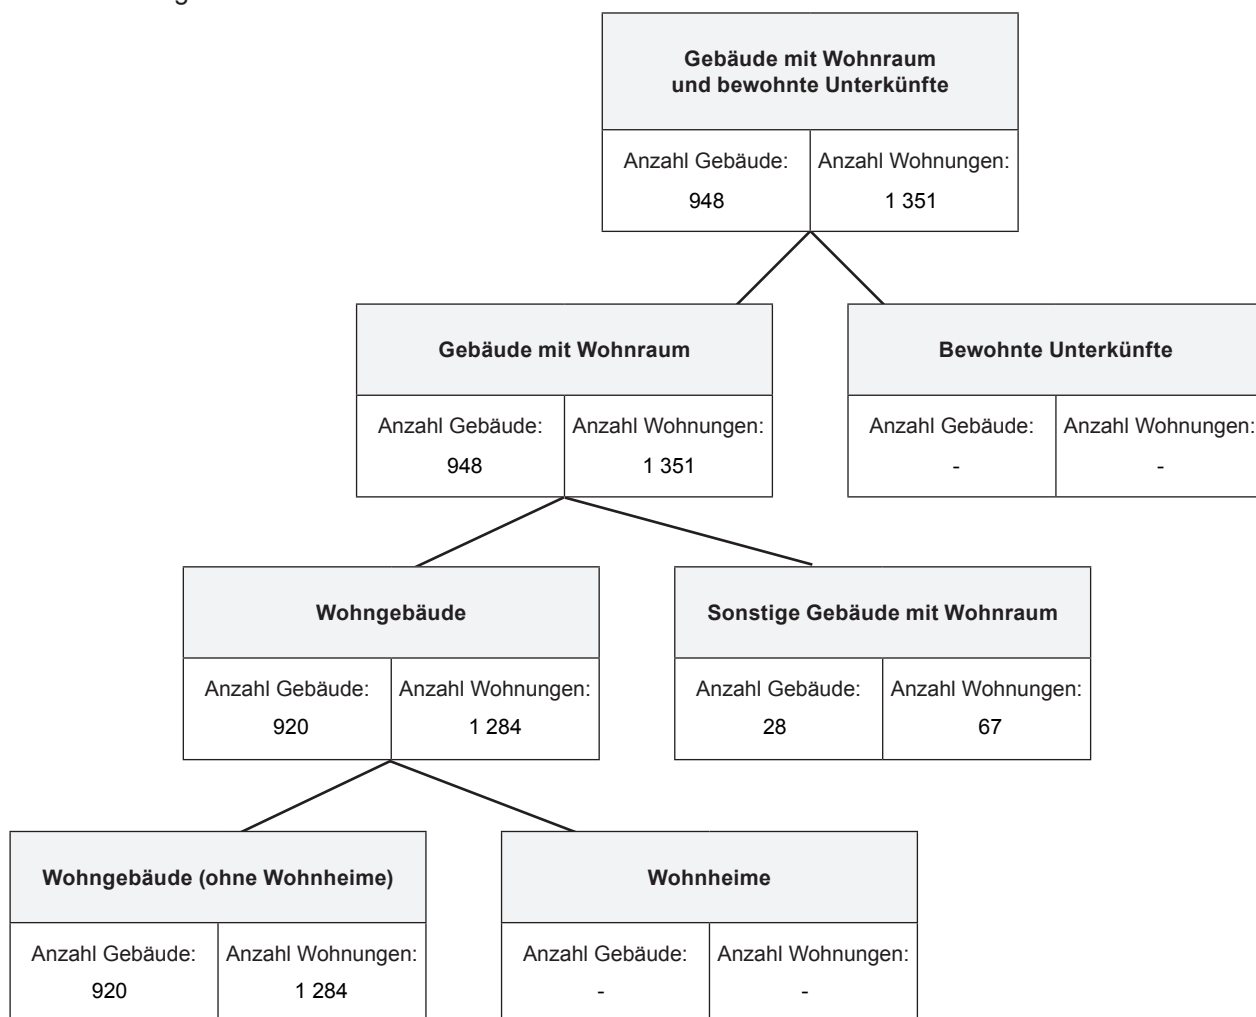 Gebäude mit Wohnraum
und bewohnte Unterkünfte
Anzahl Gebäude: Anzahl Wohnungen:
948 1 351
Gebäude mit Wohnraum
Bewohnte Unterkünfte
Anzahl Gebäude: Anzahl Wohnungen:
948 1 351
Anzahl Gebäude: Anzahl Wohnungen:
- -
Wohngebäude
Sonstige Gebäude mit Wohnraum
Anzahl Gebäude: Anzahl Wohnungen:
920 1 284
Anzahl Gebäude: Anzahl Wohnungen:
28 67
Wohngebäude (ohne Wohnheime)
Wohnheime
Anzahl Gebäude: Anzahl Wohnungen:
920 1 284
Anzahl Gebäude: Anzahl Wohnungen:
- -